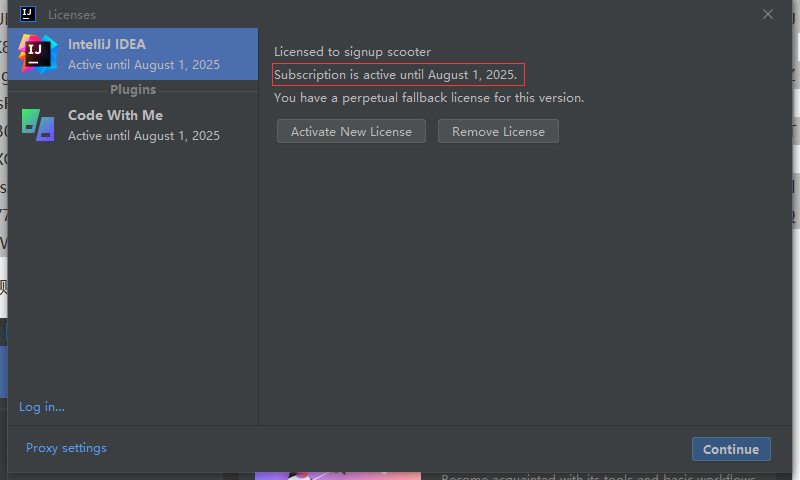 Licenses
IntelliJ IDEA
Active until August 1, 2025
Plugins
Code With Me
Active until August 1, 2025
Log in...
Licensed to signup scooter
Subscription is active until August 1, 2025.
You have a perpetual fallback license for this version.
Activate New License
Remove License
Proxy settings
Continue